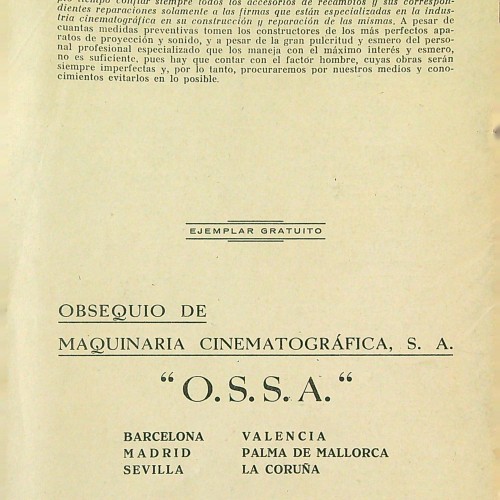 pre tiempo confiar siempre todos los accesorios de recambios y sus correspon-
dientes reparaciones solamente a las firmas que están especializadas en la indus-
tria cinematográfica en su construcción y reparación de las mismas. A pesar de
cuantas medidas preventivas tomen los constructores de los más perfectos apa-
ratos de proyección y sonido, y a pesar de la gran pulcritud y esmero del perso-
nal profesional especializado que los maneja con el máximo interés y esmero,
no es suficiente, pues hay que contar con el factor hombre, cuyas obras serán
siempre imperfectas y, por lo tanto, procuraremos por nuestros medios y cono-
cimientos evitarlos en lo posible.
EJEMPLAR GRATUITO
OBSEQUIO DE
MAQUINARIA CINEMATOGRÁFICA, S. A.
"O.S.S.A."
BARCELONA VALENCIA
MADRID PALMA DE MALLORCA
SEVILLA LA CORUÑA